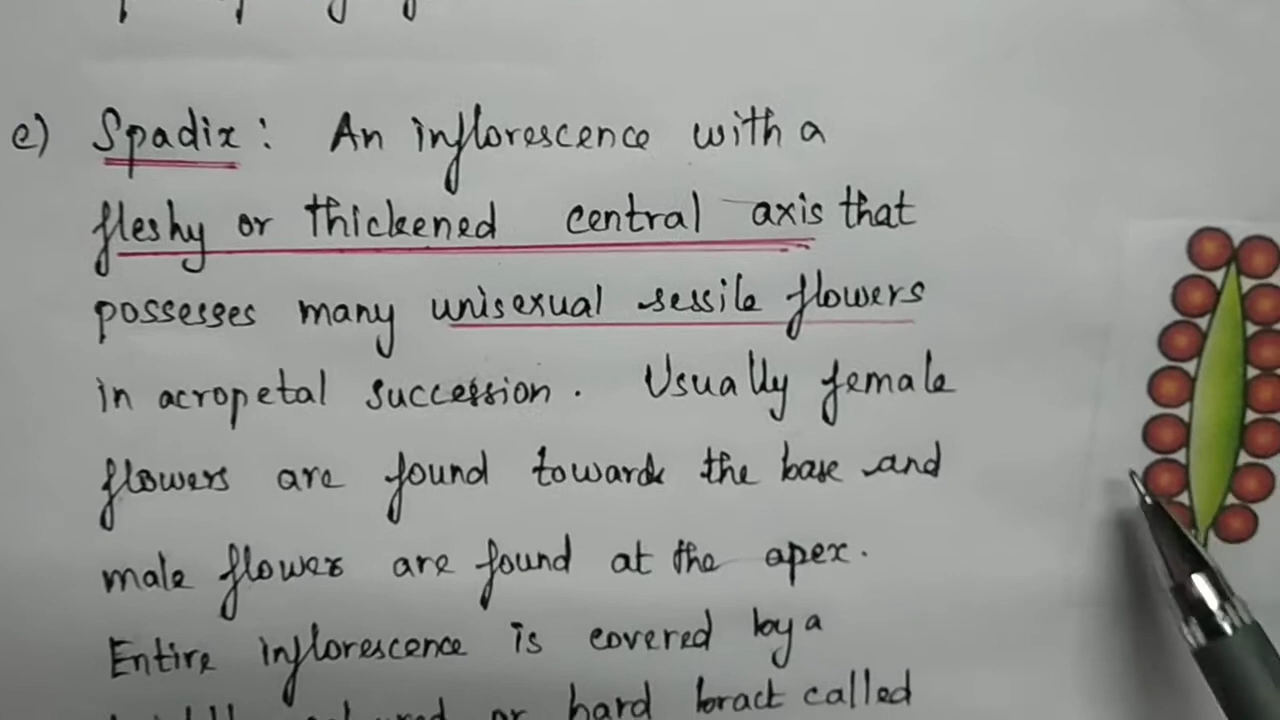 e) Spadix: An inflorescence with a
fleshy or thickened central axis that
possesses many unisexual sessile flowers
in acropetal succession. Usually female
flowers are found towards the base and
male flowers are found at the apex.
Entire inflorescence is covered by a
or hard bract called